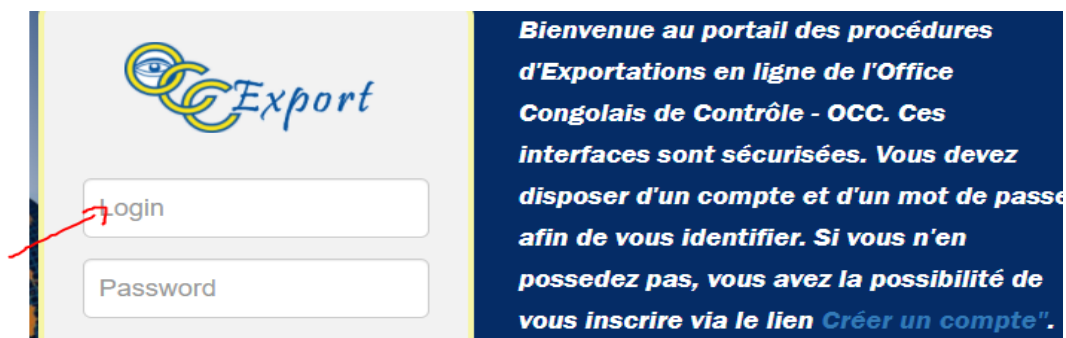 OCC Export
Login
Password
Bienvenue au portail des procédures
d'Exportations en ligne de l'Office
Congolais de Contrôle - OCC. Ces
interfaces sont sécurisées. Vous devez
disposer d'un compte et d'un mot de passe
afin de vous identifier. Si vous n'en
possedez pas, vous avez la possibilité de
vous inscrire via le lien Créer un compte".